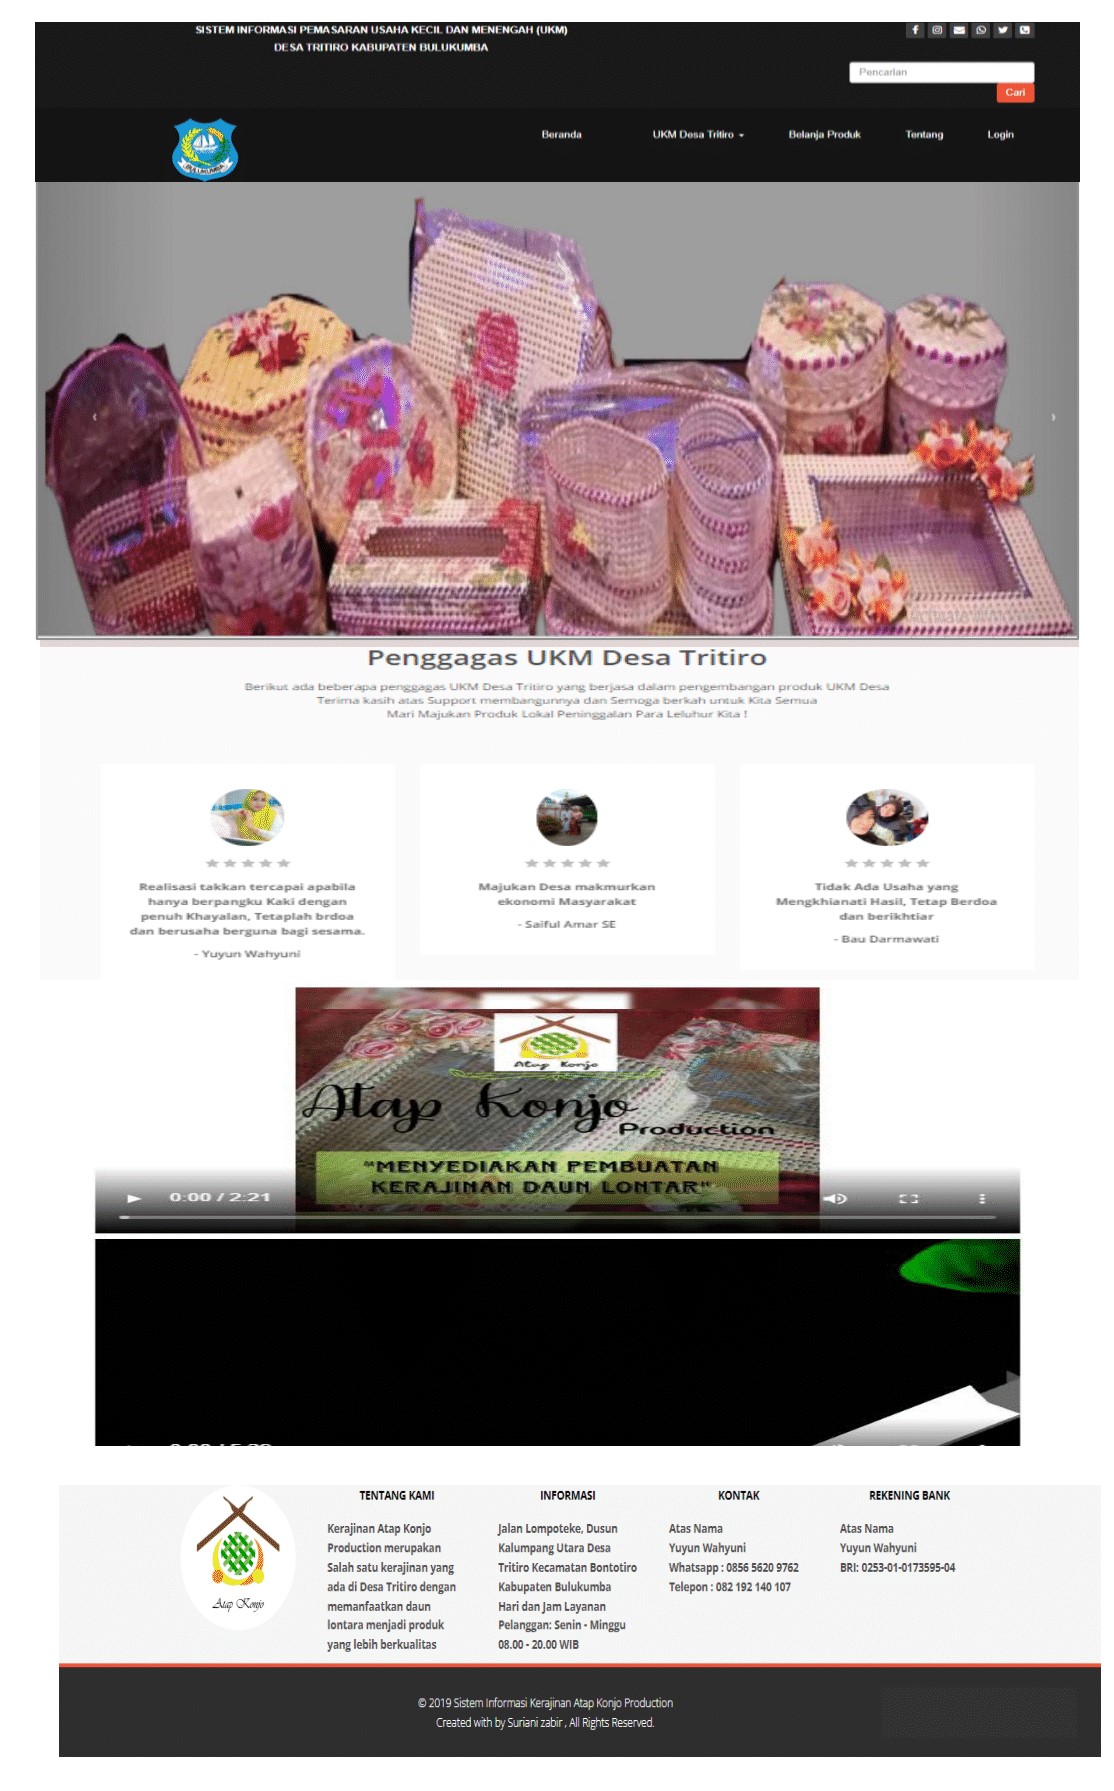 SISTEM INFORMASI PEMASARAN USAHA KECIL DAN MENENGAH (UKM)
DESA TRITIRO KABUPATEN BULUKUMBA
Pencarian
Cari
BULUKUMBA
Beranda
UKM Desa Tritiro
Belanja Produk
Tentang
Login
Penggagas UKM Desa Tritiro
Berikut ada beberapa penggagas UKM Desa Tritiro yang berjasa dalam pengembangan produk UKM Desa
Terima kasih atas Support membangunnya dan Semoga berkah untuk Kita Semua
Mari Majukan Produk Lokal Peninggalan Para Leluhur Kita !
Realisasi takkan tercapai apabila
hanya berpangku Kaki dengan
penuh Khayalan, Tetaplah brdoa
dan berusaha berguna bagi sesama.
- Yuyun Wahyuni
Majukan Desa makmurkan
ekonomi Masyarakat
- Saiful Amar SE
Tidak Ada Usaha yang
Mengkhianati Hasil, Tetap Berdoa
dan berikhtiar
- Bau Darmawati
Atap Konjo
Atap Konjo
Production
"MENYEDIAKAN PEMBUATAN
KERAJINAN DAUN LONTAR"
0:00 / 2:21
Atap Konjo
TENTANG KAMI
Kerajinan Atap Konjo
Production merupakan
Salah satu kerajinan yang
ada di Desa Tritiro dengan
memanfaatkan daun
lontara menjadi produk
yang lebih berkualitas
INFORMASI
Jalan Lompoteke, Dusun
Kalumpang Utara Desa
Tritiro Kecamatan Bontotiro
Kabupaten Bulukumba
Hari dan Jam Layanan
Pelanggan: Senin - Minggu
08.00 - 20.00 WIB
KONTAK
Atas Nama
Yuyun Wahyuni
Whatsapp : 0856 5620 9762
Telepon : 082 192 140 107
REKENING BANK
Atas Nama
Yuyun Wahyuni
BRI: 0253-01-0173595-04
© 2019 Sistem Informasi Kerajinan Atap Konjo Production
Created with by Suriani zabir , All Rights Reserved.